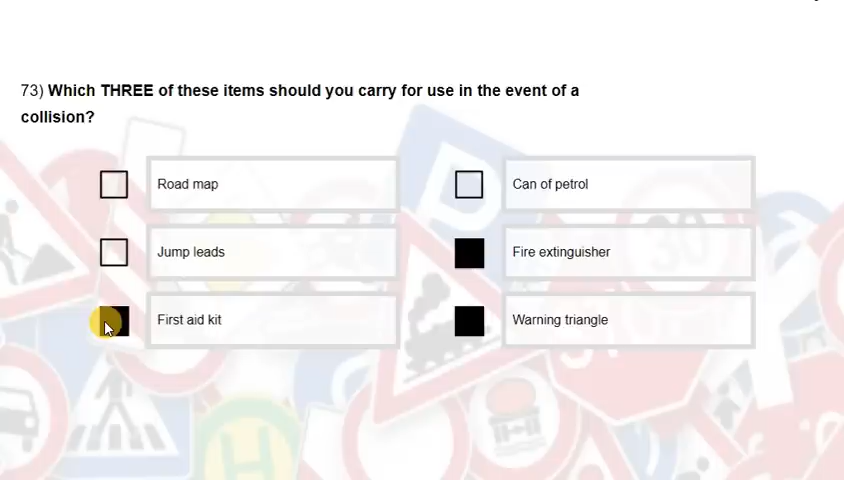 73) Which THREE of these items should you carry for use in the event of a
collision?
Road map
Can of petrol
Jump leads
Fire extinguisher
First aid kit
Warning triangle